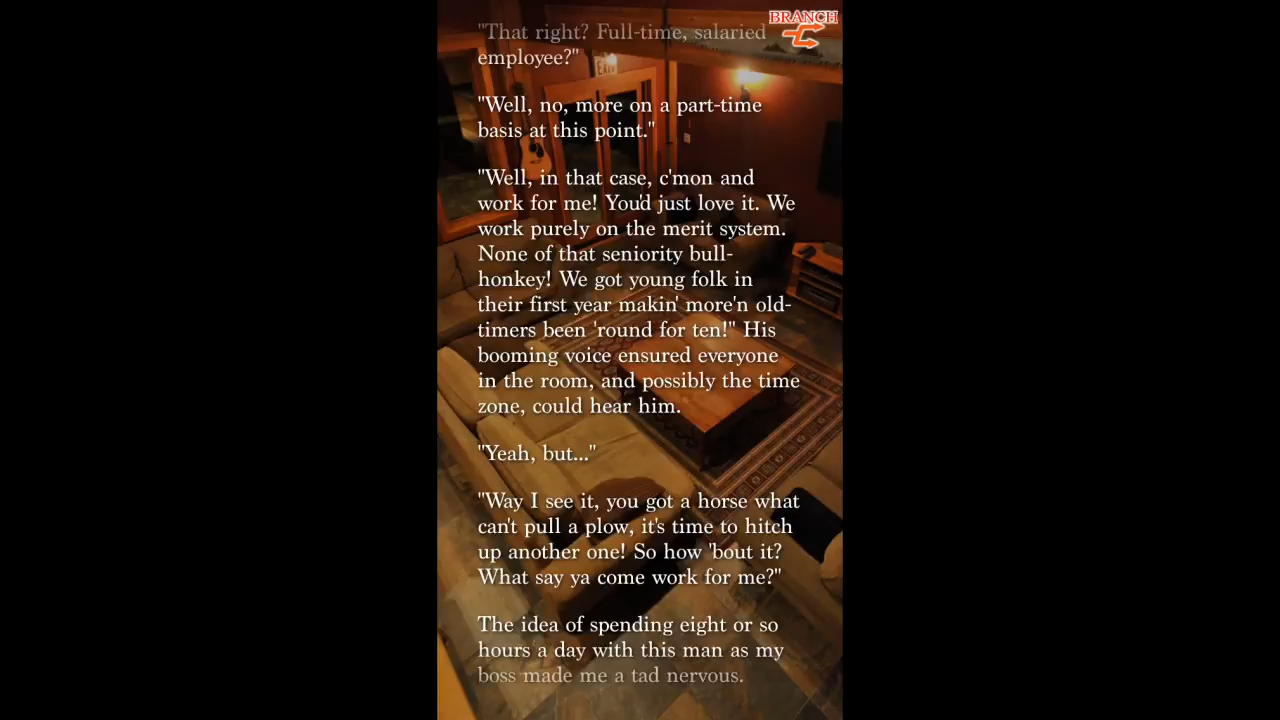 BRANCH
"That right? Full-time, salaried
employee?"
EXIT
"Well, no, more on a part-time
basis at this point."
"Well, in that case, c'mon and
work for me! You'd just love it. We
work purely on the merit system.
None of that seniority bull-
honkey! We got young folk in
their first year makin' more'n old-
timers been 'round for ten!" His
booming voice ensured everyone
in the room, and possibly the time
zone, could hear him.
"Yeah, but..."
"Way I see it, you got a horse what
can't pull a plow, it's time to hitch
up another one! So how 'bout it?
What say ya come work for me?"
The idea of spending eight or so
hours a day with this man as my
boss made me a tad nervous.